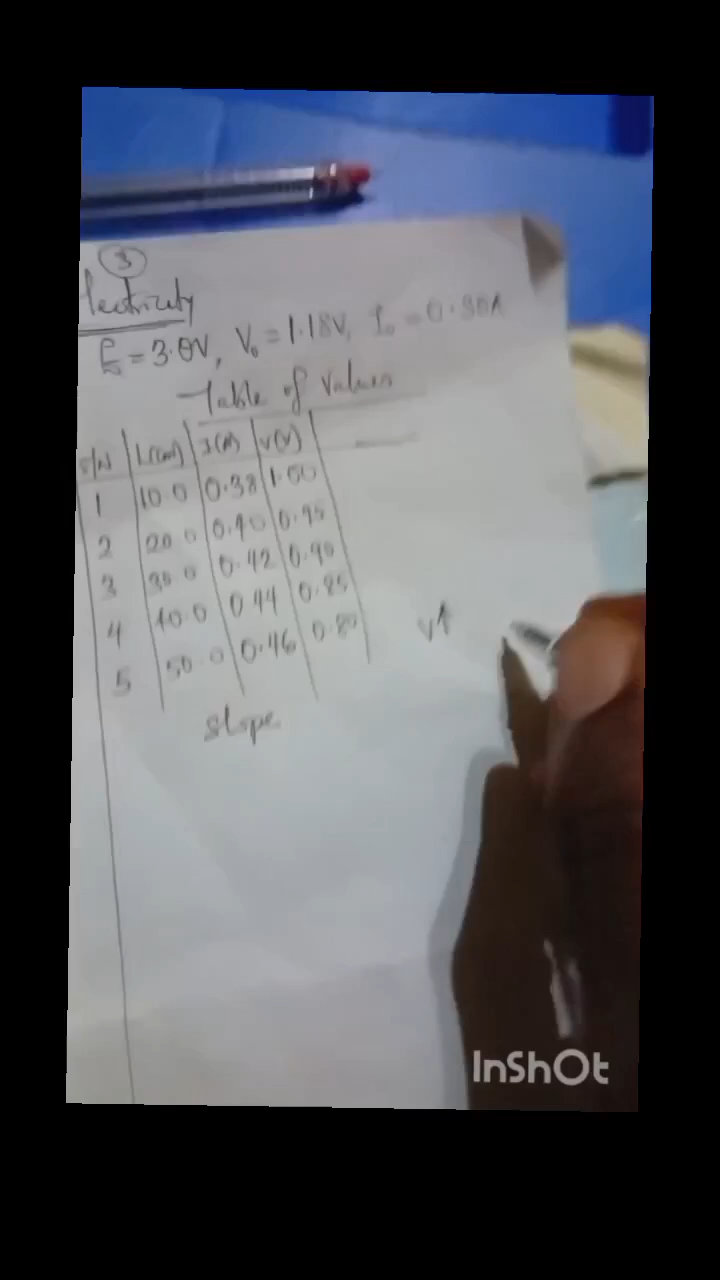 3
lectricity
E = 3.0V, V₀ = 1.18V, I₀ = 0.30A
Table of Values
S/N L(cm) I(A) V(V)
1 10.0 0.38 1.00
2 20.0 0.40 0.95
3 30.0 0.42 0.90
4 40.0 0.44 0.85
5 50.0 0.46 0.80
V
slope
InShOt